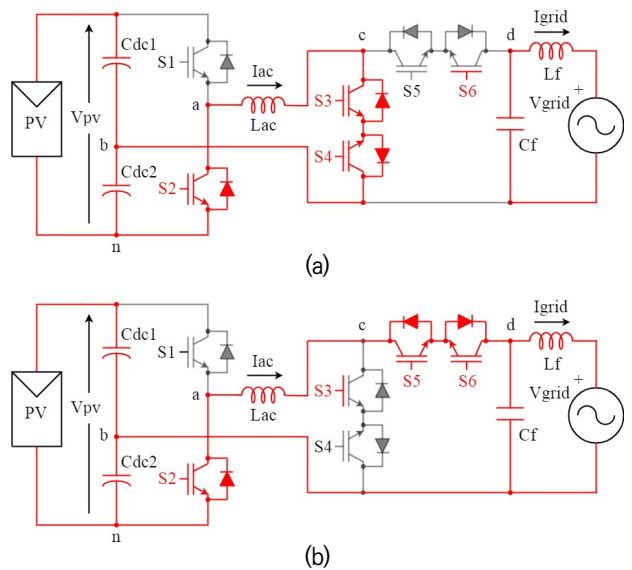 Cdc1
S1
PV
Vpv
Iac
a
Lac
b
Cdc2
S2
n
c
d
Igrid
S5
S6
Lf
S3
S4
Cf
Vgrid
+
(a)
Cdc1
S1
PV
Vpv
Iac
a
Lac
b
Cdc2
S2
n
c
d
Igrid
S5
S6
Lf
S3
S4
Cf
Vgrid
+
(b)